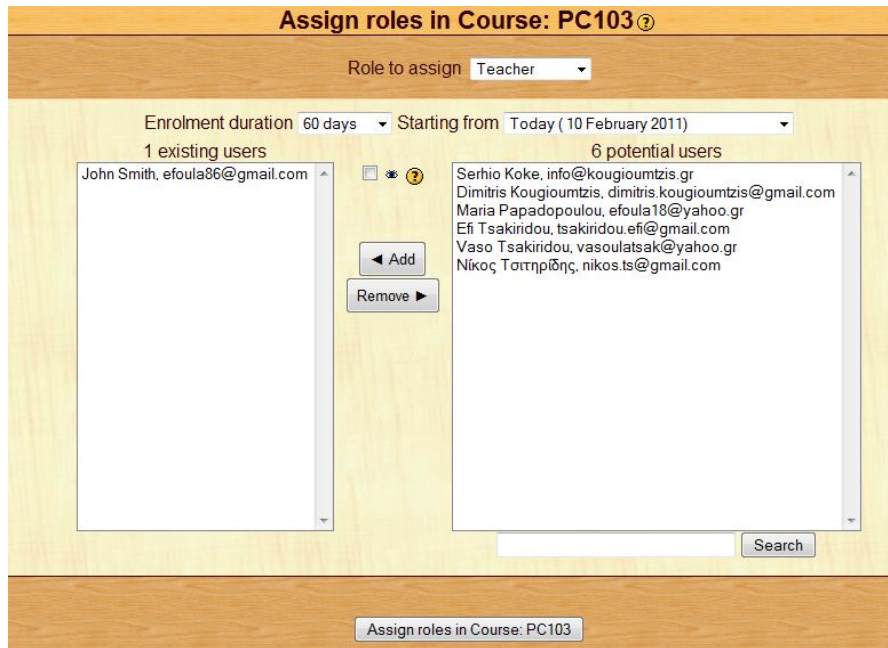 Assign roles in Course: PC103 ?
Role to assign Teacher
Enrolment duration 60 days Starting from Today ( 10 February 2011)
1 existing users
John Smith, efoula86@gmail.com
?
◄ Add
Remove ►
6 potential users
Serhio Koke, info@kougioumtzis.gr
Dimitris Kougioumtzis, dimitris.kougioumtzis@gmail.com
Maria Papadopoulou, efoula18@yahoo.gr
Efi Tsakiridou, tsakiridou.efi@gmail.com
Vaso Tsakiridou, vasoulatsak@yahoo.gr
Νίκος Τσιτηρίδης, nikos.ts@gmail.com
Search
Assign roles in Course: PC103